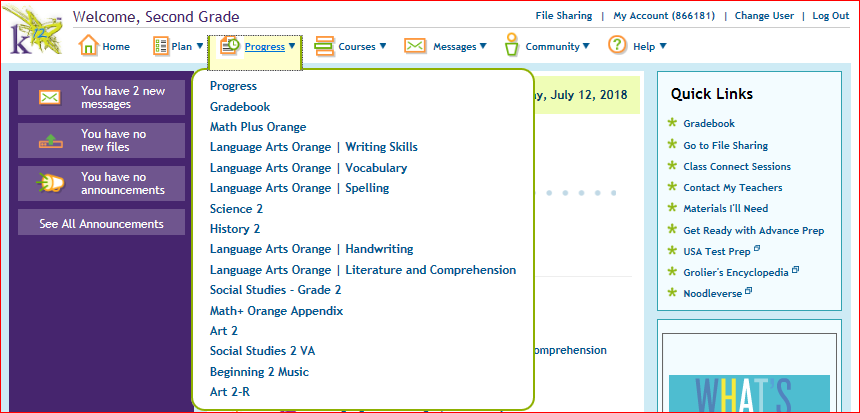 Welcome, Second Grade
File Sharing | My Account (866181) | Change User | Log Out
k12
Home Plan Progress Courses Messages Community Help
You have 2 new
messages
You have no
new files
You have no
announcements
See All Announcements
Progress
Gradebook
Math Plus Orange
Language Arts Orange | Writing Skills
Language Arts Orange | Vocabulary
Language Arts Orange | Spelling
Science 2
History 2
Language Arts Orange | Handwriting
Language Arts Orange | Literature and Comprehension
Social Studies - Grade 2
Math+ Orange Appendix
Art 2
Social Studies 2 VA
Beginning 2 Music
Art 2-R
ay, July 12, 2018
omprehension
Quick Links
Gradebook
Go to File Sharing
Class Connect Sessions
Contact My Teachers
Materials I'll Need
Get Ready with Advance Prep
USA Test Prep
Grolier's Encyclopedia
Noodleverse
WHAT'S